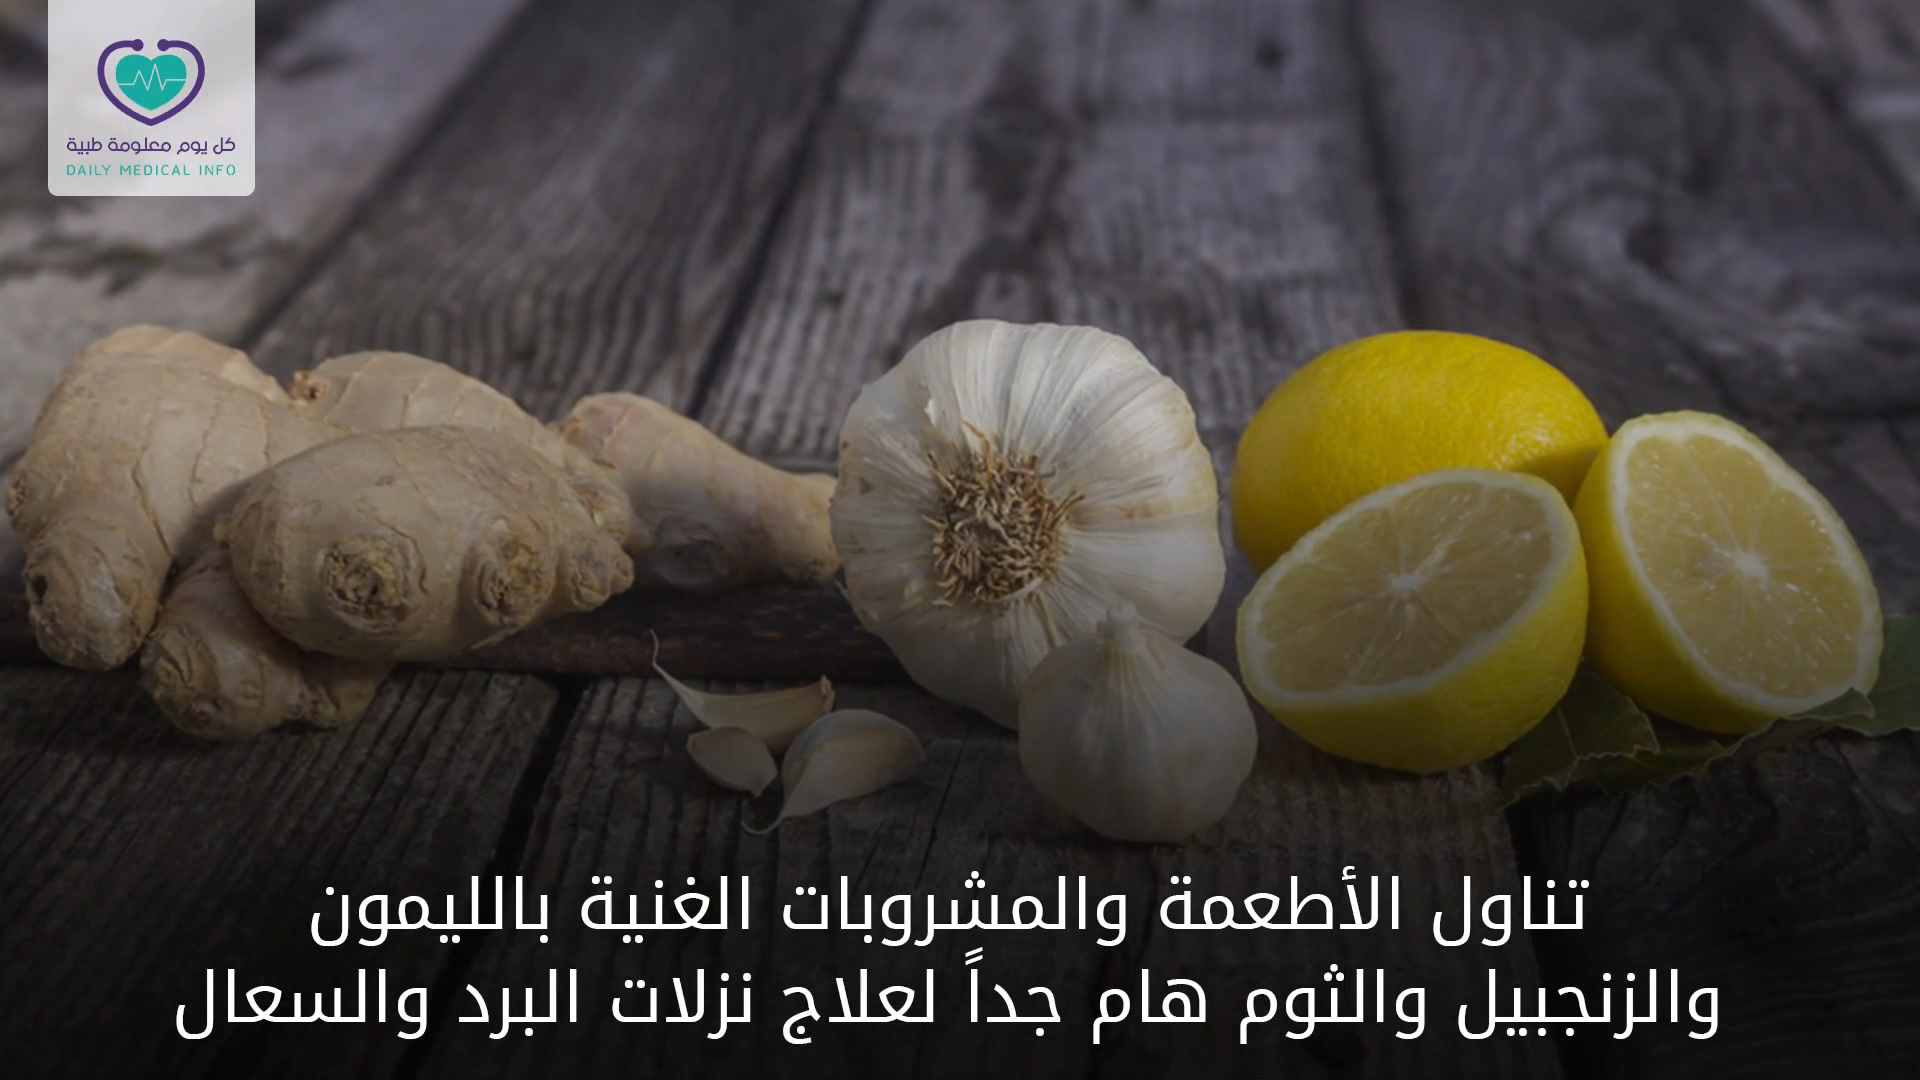 كل يوم معلومة طبية
DAILY MEDICAL INFO
تناول الأطعمة والمشروبات الغنية بالليمون
والزنجبيل والثوم هام جداً لعلاج نزلات البرد والسعال